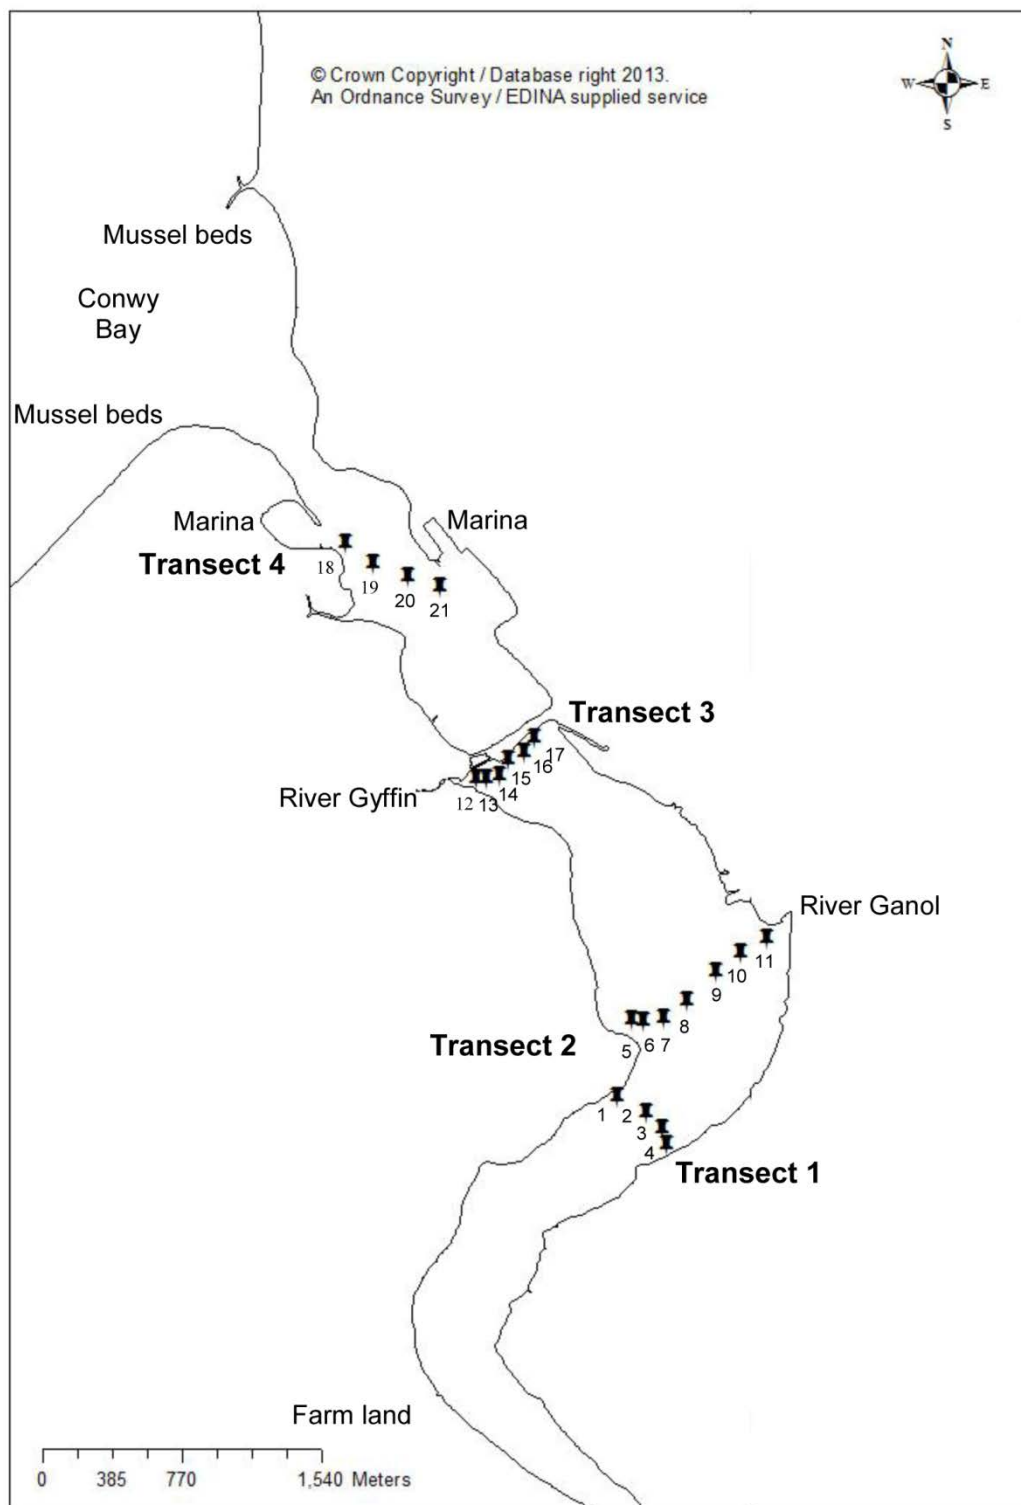 © Crown Copyright / Database right 2013.
An Ordnance Survey / EDINA supplied service
N
W
E
S
Mussel beds
Conwy
Bay
Mussel beds
Marina
Marina
Transect 4
18
19
20
21
Transect 3
17
16
15
14
13
12
River Gyffin
River Ganol
11
10
9
8
7
6
5
Transect 2
1
2
3
4
Transect 1
Farm land
0
385
770
1,540 Meters